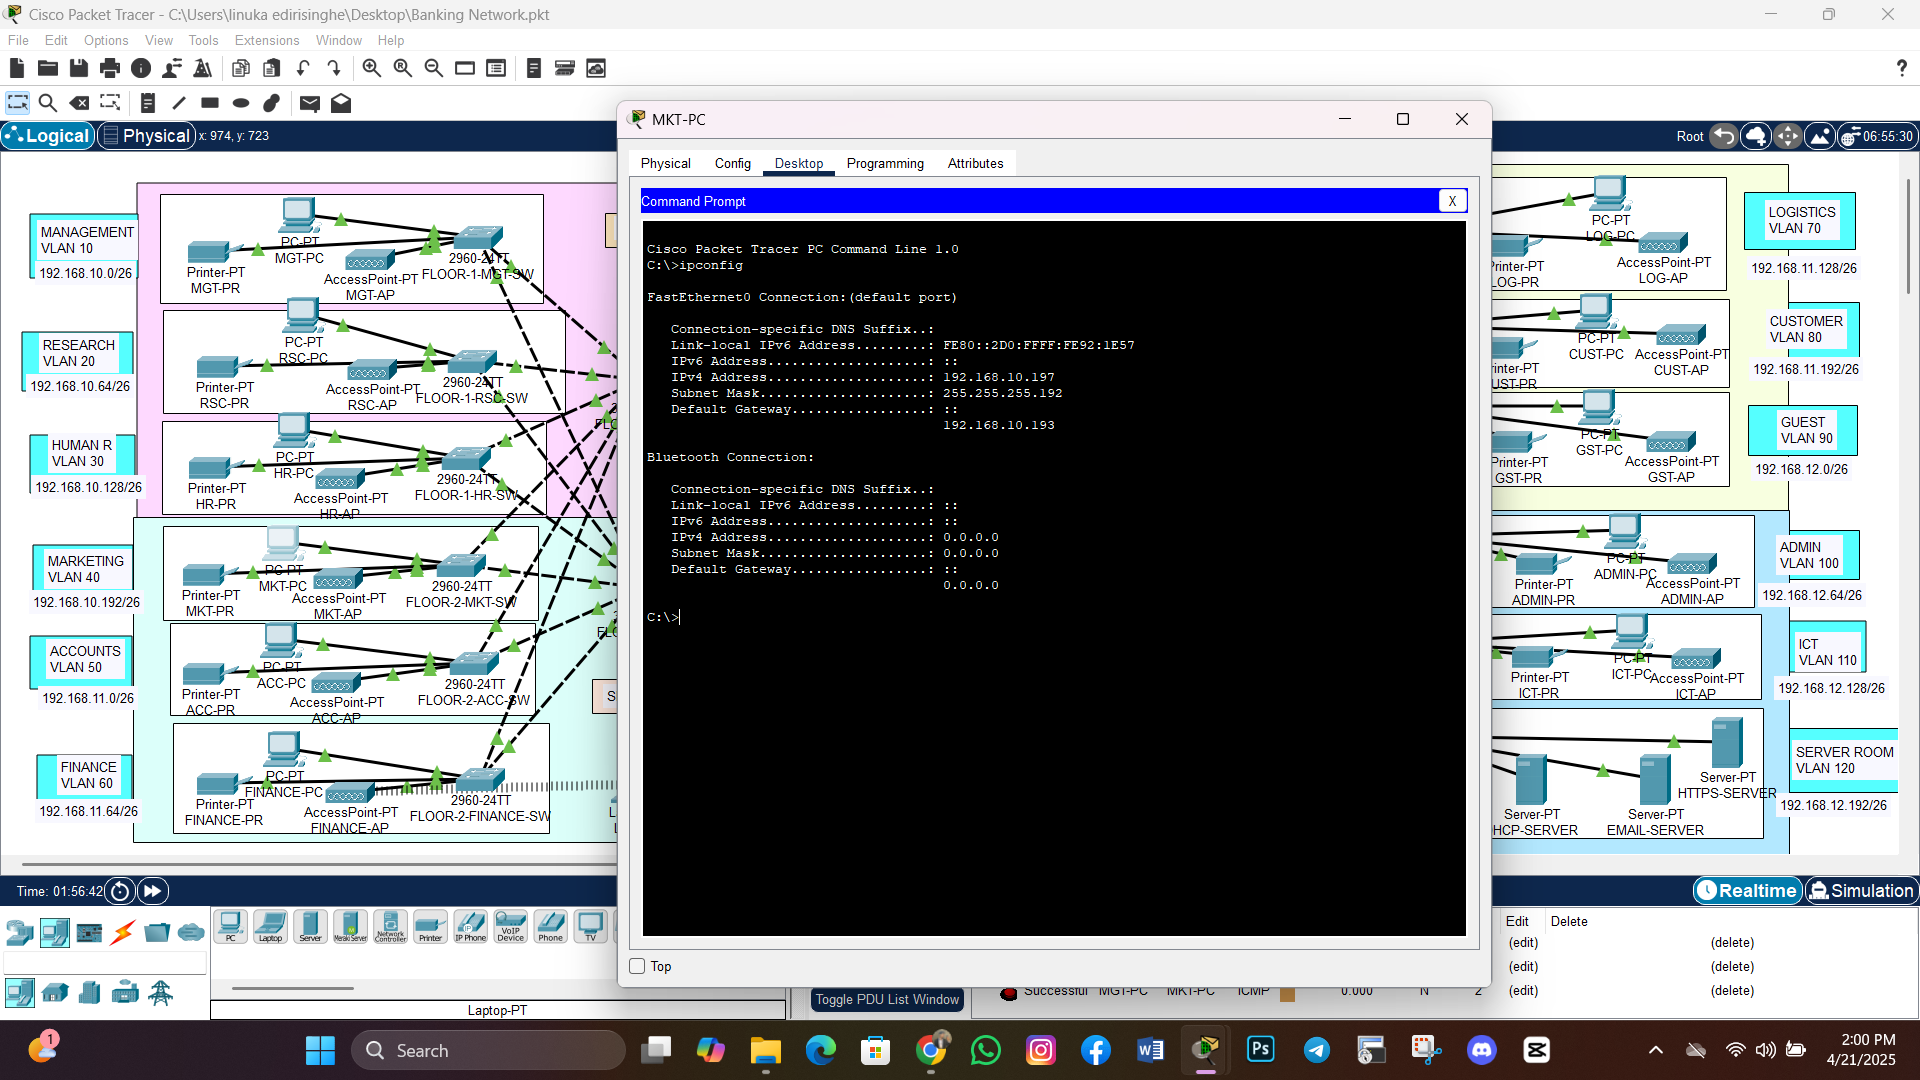 Cisco Packet Tracer - C:\Users\linuka edirisinghe\Desktop\Banking Network.pkt
File Edit Options View Tools Extensions Window Help
Logical Physical x: 974, y: 723
Root 06:55:30
MANAGEMENT
VLAN 10
192.168.10.0/26
PC-PT
MGT-PC
Printer-PT
MGT-PR
AccessPoint-PT
MGT-AP
2960-24TT
FLOOR-1-MGT-SW
RESEARCH
VLAN 20
192.168.10.64/26
PC-PT
RSC-PC
Printer-PT
RSC-PR
AccessPoint-PT
RSC-AP
2960-24TT
FLOOR-1-RSC-SW
HUMAN R
VLAN 30
192.168.10.128/26
PC-PT
HR-PC
Printer-PT
HR-PR
AccessPoint-PT
HR-AP
2960-24TT
FLOOR-1-HR-SW
MARKETING
VLAN 40
192.168.10.192/26
PC-PT
MKT-PC
Printer-PT
MKT-PR
AccessPoint-PT
MKT-AP
2960-24TT
FLOOR-2-MKT-SW
ACCOUNTS
VLAN 50
192.168.11.0/26
PC-PT
ACC-PC
Printer-PT
ACC-PR
AccessPoint-PT
ACC-AP
2960-24TT
FLOOR-2-ACC-SW
FINANCE
VLAN 60
192.168.11.64/26
PC-PT
FINANCE-PC
Printer-PT
FINANCE-PR
AccessPoint-PT
FINANCE-AP
2960-24TT
FLOOR-2-FINANCE-SW
MKT-PC
Physical Config Desktop Programming Attributes
Command Prompt X
Cisco Packet Tracer PC Command Line 1.0
C:\>ipconfig
FastEthernet0 Connection:(default port)
Connection-specific DNS Suffix..:
Link-local IPv6 Address.........: FE80::2D0:FFFF:FE92:1E57
IPv6 Address....................: ::
IPv4 Address....................: 192.168.10.197
Subnet Mask.....................: 255.255.255.192
Default Gateway.................: ::
192.168.10.193
Bluetooth Connection:
Connection-specific DNS Suffix..:
Link-local IPv6 Address.........: ::
IPv6 Address....................: ::
IPv4 Address....................: 0.0.0.0
Subnet Mask.....................: 0.0.0.0
Default Gateway.................: ::
0.0.0.0
C:\>
Top
PC-PT
LOG-PC
rinter-PT
LOG-PR
AccessPoint-PT
LOG-AP
LOGISTICS
VLAN 70
192.168.11.128/26
PC-PT
CUST-PC
rinter-PT
UST-PR
AccessPoint-PT
CUST-AP
CUSTOMER
VLAN 80
192.168.11.192/26
PC-PT
GST-PC
Printer-PT
GST-PR
AccessPoint-PT
GST-AP
GUEST
VLAN 90
192.168.12.0/26
PC-PT
ADMIN-PC
Printer-PT
ADMIN-PR
AccessPoint-PT
ADMIN-AP
ADMIN
VLAN 100
192.168.12.64/26
PC-PT
ICT-PC
Printer-PT
ICT-PR
AccessPoint-PT
ICT-AP
ICT
VLAN 110
192.168.12.128/26
Server-PT
HTTPS-SERVER
Server-PT
HCP-SERVER
Server-PT
EMAIL-SERVER
SERVER ROOM
VLAN 120
192.168.12.192/26
Time: 01:56:42
Realtime Simulation
PC Laptop Server MerakiServer Network Controller Printer IP Phone VoIP Device Phone TV
Laptop-PT
Toggle PDU List Window
Edit Delete
(edit) (delete)
(edit) (delete)
(edit) (delete)
Successful MGT-PC MKT-PC ICMP 0.000 N 2
1
Search
Ps
2:00 PM
4/21/2025